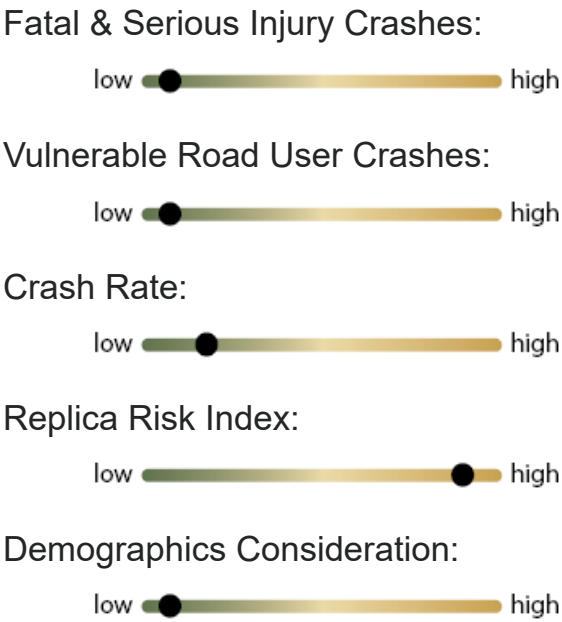 Fatal & Serious Injury Crashes:
low high
Vulnerable Road User Crashes:
low high
Crash Rate:
low high
Replica Risk Index:
low high
Demographics Consideration:
low high